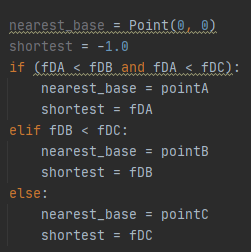 nearest_base = Point(0, 0)
shortest = -1.0
if (fDA < fDB and fDA < fDC):
    nearest_base = pointA
    shortest = fDA
elif fDB < fDC:
    nearest_base = pointB
    shortest = fDB
else:
    nearest_base = pointC
    shortest = fDC